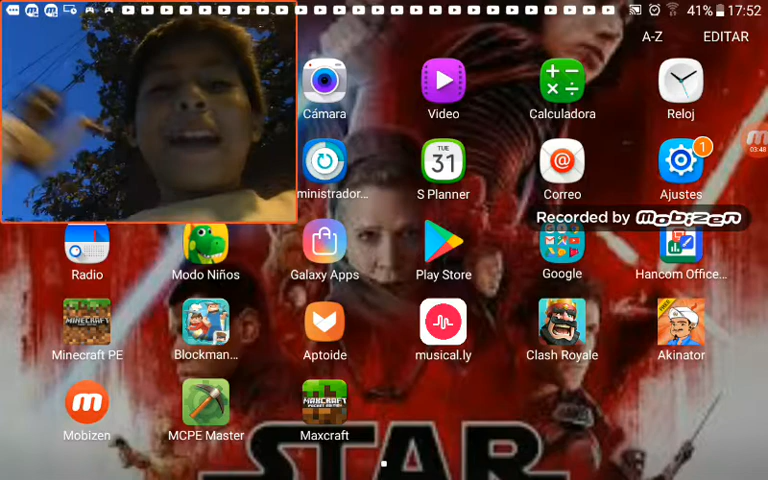 41% 17:52
A-Z EDITAR
Cámara Video Calculadora Reloj
TUE
31
1
03:48
ministrador... S Planner Correo Ajustes
Recorded by MOBIZEN
Radio Modo Niños Galaxy Apps Play Store Google Hancom Office...
MINECRAFT
MAXCRAFT
Minecraft PE Blockman... Aptoide musical.ly Clash Royale Akinator
Mobizen MCPE Master Maxcraft
STAR